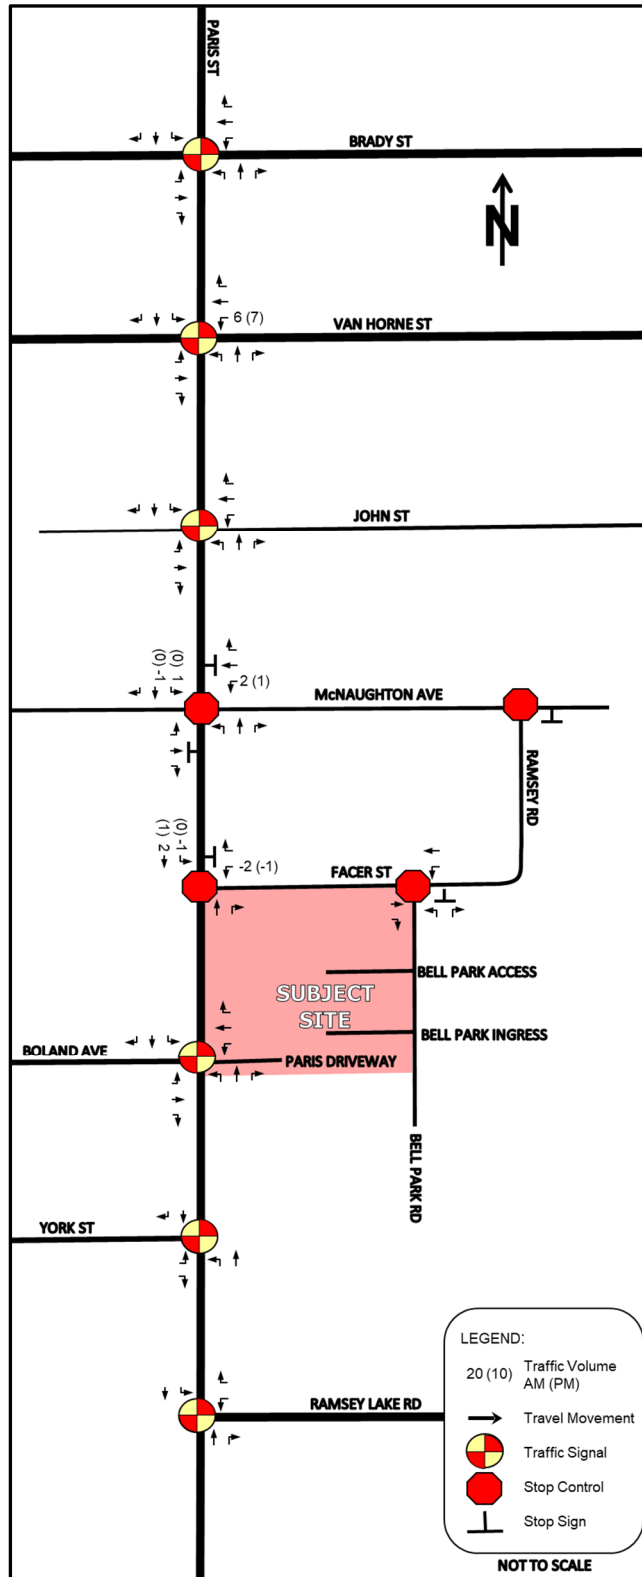 PARIS ST
BRADY ST
N
6 (7)
VAN HORNE ST
JOHN ST
(0) 1
(0) -1
2 (1)
McNAUGHTON AVE
RAMSEY RD
(0) -1
(1) 2
-2 (-1)
FACER ST
BELL PARK ACCESS
SUBJECT
SITE
BELL PARK INGRESS
BOLAND AVE
PARIS DRIVEWAY
BELL PARK RD
YORK ST
RAMSEY LAKE RD
LEGEND:
20 (10) Traffic Volume
AM (PM)
Travel Movement
Traffic Signal
Stop Control
Stop Sign
NOT TO SCALE